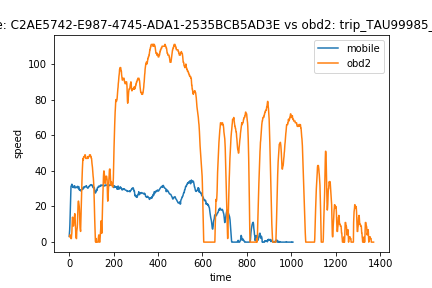 e: C2AE5742-E987-4745-ADA1-2535BCB5AD3E vs obd2: trip_TAU99985_
mobile
obd2
speed
100
80
60
40
20
0
0 200 400 600 800 1000 1200 1400
time